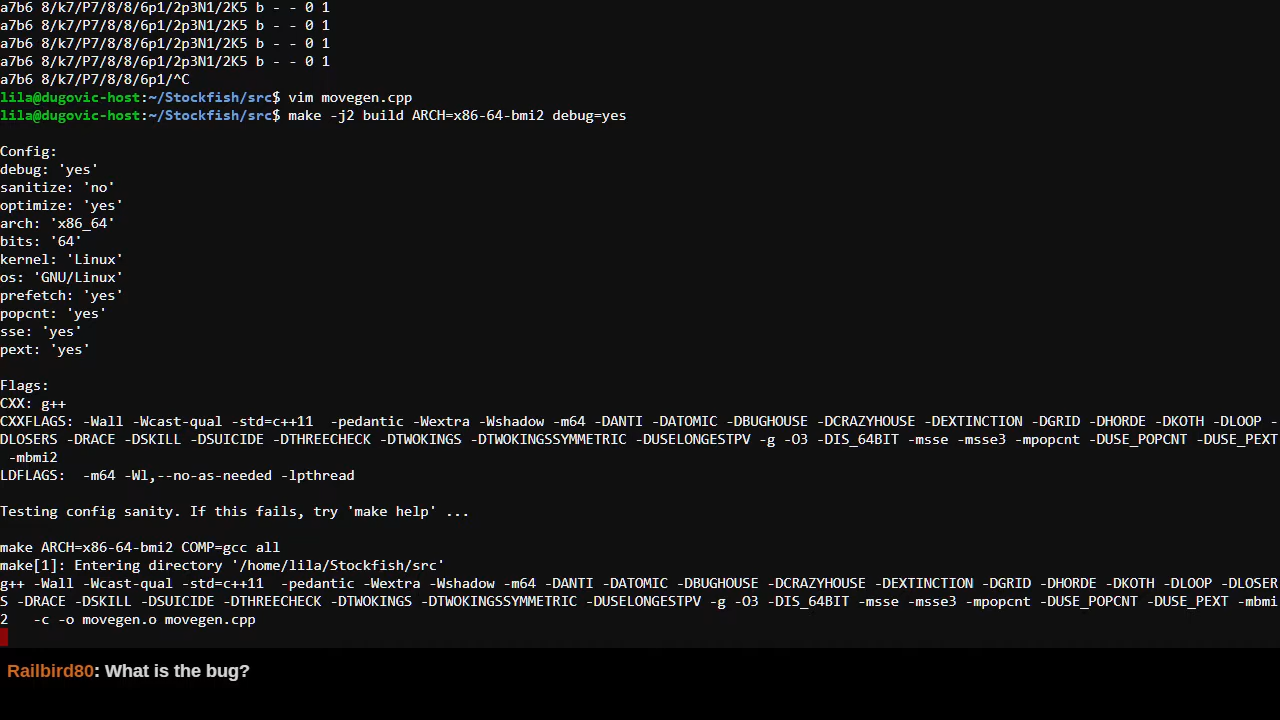 a7b6 8/k7/P7/8/8/6p1/2p3N1/2K5 b - - 0 1
a7b6 8/k7/P7/8/8/6p1/2p3N1/2K5 b - - 0 1
a7b6 8/k7/P7/8/8/6p1/2p3N1/2K5 b - - 0 1
a7b6 8/k7/P7/8/8/6p1/2p3N1/2K5 b - - 0 1
a7b6 8/k7/P7/8/8/6p1/^C
lila@dugovic-host:~/Stockfish/src$ vim movegen.cpp
lila@dugovic-host:~/Stockfish/src$ make -j2 build ARCH=x86-64-bmi2 debug=yes

Config:
debug: 'yes'
sanitize: 'no'
optimize: 'yes'
arch: 'x86_64'
bits: '64'
kernel: 'Linux'
os: 'GNU/Linux'
prefetch: 'yes'
popcnt: 'yes'
sse: 'yes'
pext: 'yes'

Flags:
CXX: g++
CXXFLAGS: -Wall -Wcast-qual -std=c++11  -pedantic -Wextra -Wshadow -m64 -DANTI -DATOMIC -DBUGHOUSE -DCRAZYHOUSE -DEXTINCTION -DGRID -DHORDE -DKOTH -DLOOP -
DLOSERS -DRACE -DSKILL -DSUICIDE -DTHREECHECK -DTWOKINGS -DTWOKINGSSYMMETRIC -DUSELONGESTPV -g -O3 -DIS_64BIT -msse -msse3 -mpopcnt -DUSE_POPCNT -DUSE_PEXT
 -mbmi2
LDFLAGS:  -m64 -Wl,--no-as-needed -lpthread

Testing config sanity. If this fails, try 'make help' ...

make ARCH=x86-64-bmi2 COMP=gcc all
make[1]: Entering directory '/home/lila/Stockfish/src'
g++ -Wall -Wcast-qual -std=c++11  -pedantic -Wextra -Wshadow -m64 -DANTI -DATOMIC -DBUGHOUSE -DCRAZYHOUSE -DEXTINCTION -DGRID -DHORDE -DKOTH -DLOOP -DLOSER
S -DRACE -DSKILL -DSUICIDE -DTHREECHECK -DTWOKINGS -DTWOKINGSSYMMETRIC -DUSELONGESTPV -g -O3 -DIS_64BIT -msse -msse3 -mpopcnt -DUSE_POPCNT -DUSE_PEXT -mbmi
2   -c -o movegen.o movegen.cpp
Railbird80: What is the bug?